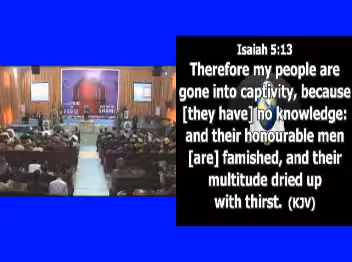 Isaiah 5:13
Therefore my people are
gone into captivity, because
[they have] no knowledge:
and their honourable men
[are] famished, and their
multitude dried up
with thirst. (KJV)